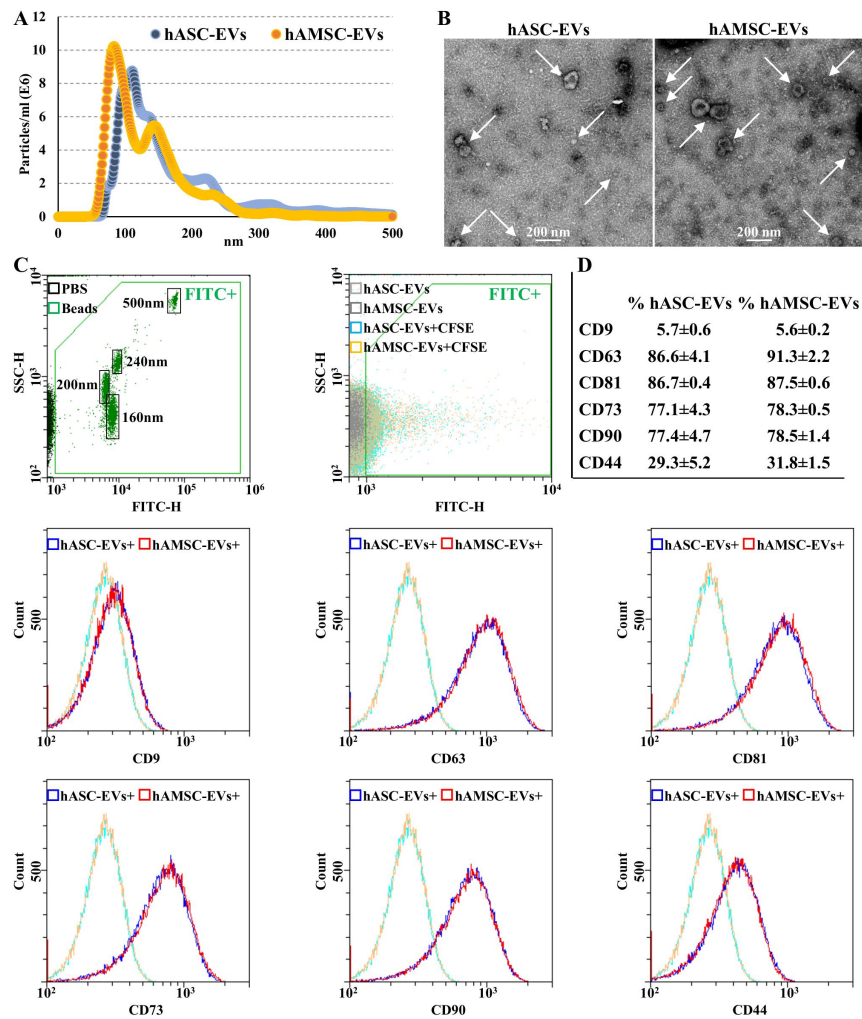 A
hASC-EVs hAMSC-EVs
Particles/ml (E6)
12
10
8
6
4
2
0
0 100 200 300 400 500
nm
B
hASC-EVs hAMSC-EVs
200 nm 200 nm
C
PBS
Beads
FITC+
500nm
240nm
200nm
160nm
SSC-H
10⁴
10³
10²
10³ 10⁴ 10⁵ 10⁶
FITC-H
hASC-EVs
hAMSC-EVs
hASC-EVs+CFSE
hAMSC-EVs+CFSE
FITC+
SSC-H
10⁴
10³
10²
10³ 10⁴
FITC-H
D
% hASC-EVs % hAMSC-EVs
CD9 5.7±0.6 5.6±0.2
CD63 86.6±4.1 91.3±2.2
CD81 86.7±0.4 87.5±0.6
CD73 77.1±4.3 78.3±0.5
CD90 77.4±4.7 78.5±1.4
CD44 29.3±5.2 31.8±1.5
hASC-EVs+ hAMSC-EVs+
Count
500
10² 10³
CD9
hASC-EVs+ hAMSC-EVs+
Count
500
10² 10³
CD63
hASC-EVs+ hAMSC-EVs+
Count
500
10² 10³
CD81
hASC-EVs+ hAMSC-EVs+
Count
500
10² 10³
CD73
hASC-EVs+ hAMSC-EVs+
Count
500
10² 10³
CD90
hASC-EVs+ hAMSC-EVs+
Count
500
10² 10³
CD44